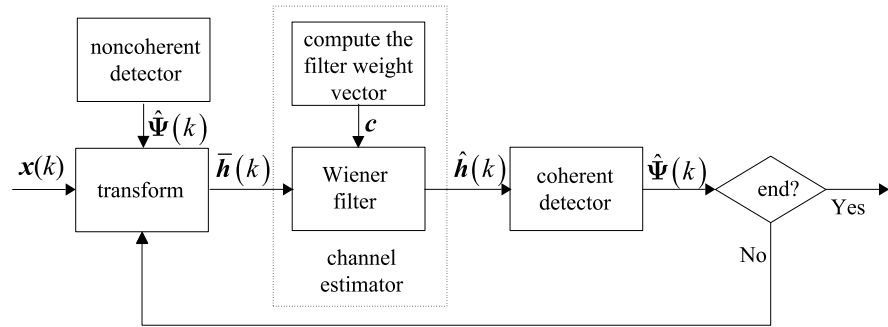 noncoherent
detector
compute the
filter weight
vector
Ψ̂(k)
c
x(k)
transform
h̄(k)
Wiener
filter
ĥ(k)
coherent
detector
Ψ̂(k)
end?
Yes
No
channel
estimator